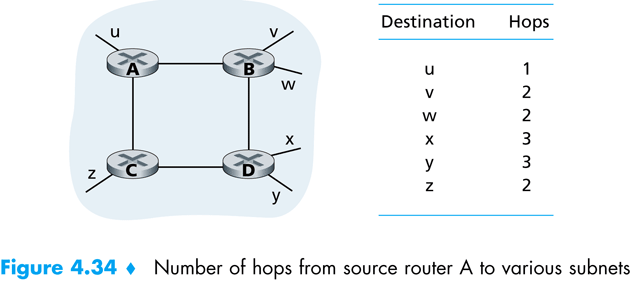 u
v
A
B
w
x
z
C
D
y
Destination Hops
u 1
v 2
w 2
x 3
y 3
z 2
Figure 4.34 ♦ Number of hops from source router A to various subnets